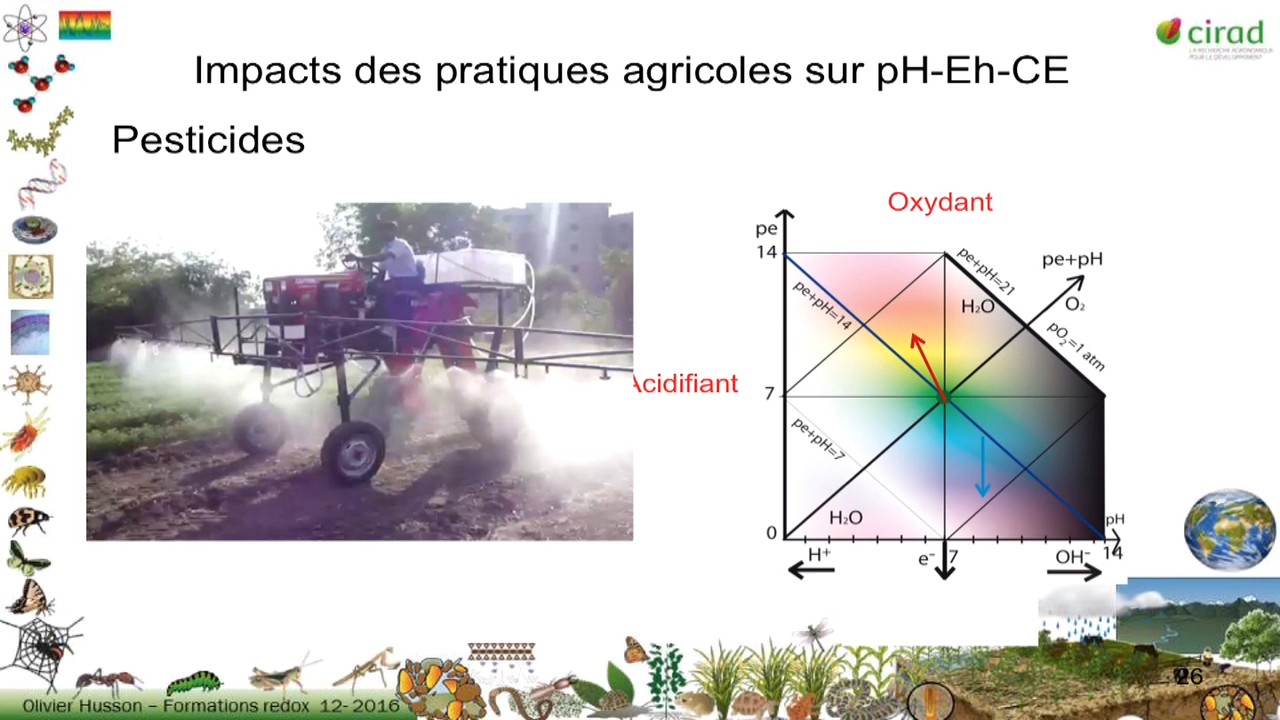 cirad
LA RECHERCHE AGRONOMIQUE
POUR LE DÉVELOPPEMENT
Impacts des pratiques agricoles sur pH-Eh-CE
Pesticides
Oxydant
Acidifiant
pe
14
7
0
pe+pH=21
pe+pH
H₂O
O₂
pO₂=1 atm
pe+pH=14
pe+pH=7
H₂O
pH
H⁺
e⁻
7
OH⁻
14
Olivier Husson – Formations redox 12- 2016